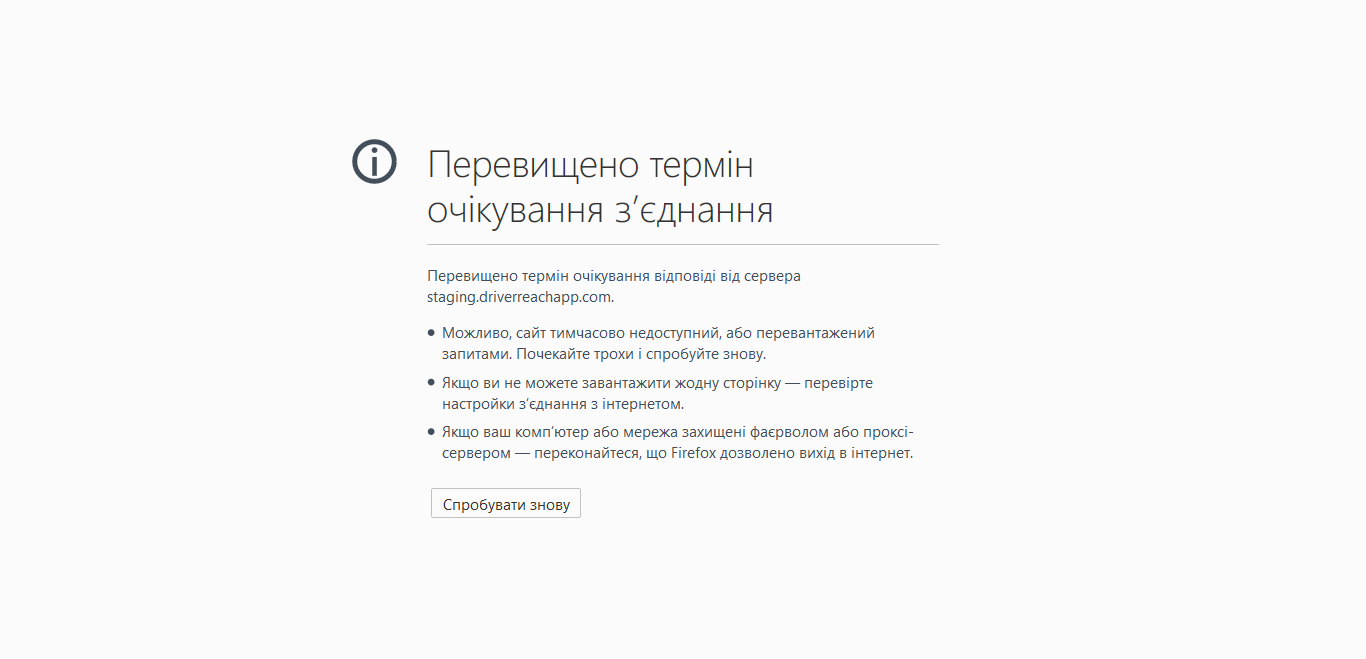 Перевищено термін
очікування з’єднання
Перевищено термін очікування відповіді від сервера
staging.driverreachapp.com.
Можливо, сайт тимчасово недоступний, або перевантажений
запитами. Почекайте трохи і спробуйте знову.
Якщо ви не можете завантажити жодну сторінку — перевірте
настройки з’єднання з інтернетом.
Якщо ваш комп’ютер або мережа захищені фаєрволом або проксі-
сервером — переконайтеся, що Firefox дозволено вихід в інтернет.
Спробувати знову